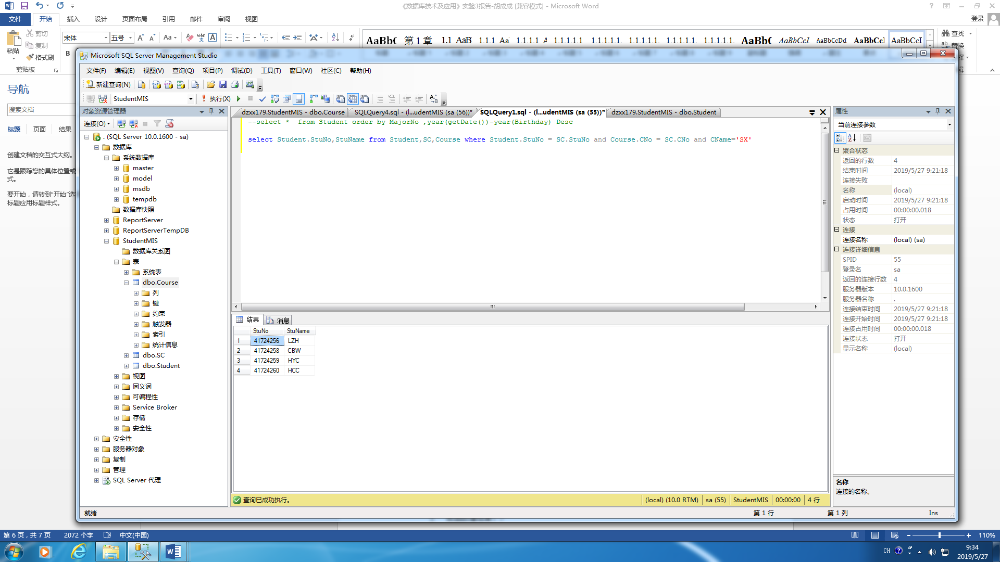 《数据库技术及应用》实验3报告-胡成成 [兼容模式] - Microsoft Word
文件 开始 插入 设计 页面布局 引用 邮件 审阅 视图 登录
粘贴 剪切 复制 格式刷 剪贴板
宋体 五号 Aa wén A B
AaBbC 第 1 章 1.1 AaB 1.1.1 Aa 1.1.1.1 A 1.1.1.1.1 1.1.1.1.1. 1.1.1.1.1. 1.1.1.1.1. 1.1.1.1.1. AaBbC AaBbCcI AaBbCcDd AaBbCcI AaBbCcI
查找
替换
导航
搜索文档
标题 页面 结果
创建文档的交互式大纲。
它是跟踪您的具体位置或
式。
要开始，请转到“开始”选
标题应用标题样式。
Microsoft SQL Server Management Studio
文件(F) 编辑(E) 视图(V) 查询(Q) 项目(P) 调试(D) 工具(T) 窗口(W) 社区(C) 帮助(H)
新建查询(N)
StudentMIS 执行(X)
对象资源管理器
连接(O)
. (SQL Server 10.0.1600 - sa)
数据库
系统数据库
master
model
msdb
tempdb
数据库快照
ReportServer
ReportServerTempDB
StudentMIS
数据库关系图
表
系统表
dbo.Course
列
键
约束
触发器
索引
统计信息
dbo.SC
dbo.Student
视图
同义词
可编程性
Service Broker
存储
安全性
安全性
服务器对象
复制
管理
SQL Server 代理
dzxx179.StudentMIS - dbo.Course SQLQuery4.sql - (l...udentMIS (sa (56))* SQLQuery1.sql - (l...udentMIS (sa (55))* dzxx179.StudentMIS - dbo.Student
--select *  from Student order by MajorNo ,year(getDate())-year(Birthday) Desc
select Student.StuNo,StuName from Student,SC,Course where Student.StuNo = SC.StuNo and Course.CNo = SC.CNo and CName='SX'
结果 消息
StuNo StuName
1 41724256 LZH
2 41724258 CBW
3 41724259 HYC
4 41724260 HCC
查询已成功执行。 (local) (10.0 RTM) sa (55) StudentMIS 00:00:00 4 行
属性
当前连接参数
聚合状态
返回的行数 4
结束时间 2019/5/27 9:21:18
连接失败
名称 (local)
启动时间 2019/5/27 9:21:18
占用时间 00:00:00.018
状态 打开
连接
连接名称 (local) (sa)
连接详细信息
SPID 55
登录名 sa
返回的连接行数 4
服务器版本 10.0.1600
服务器名称 .
连接结束时间 2019/5/27 9:21:18
连接开始时间 2019/5/27 9:21:18
连接占用时间 00:00:00.018
连接状态 打开
显示名称 (local)
名称
连接的名称。
就绪 第 1 行 第 1 列 Ins
第 6 页，共 7 页 2072 个字 中文(中国) 110%
CH 9:34
2019/5/27